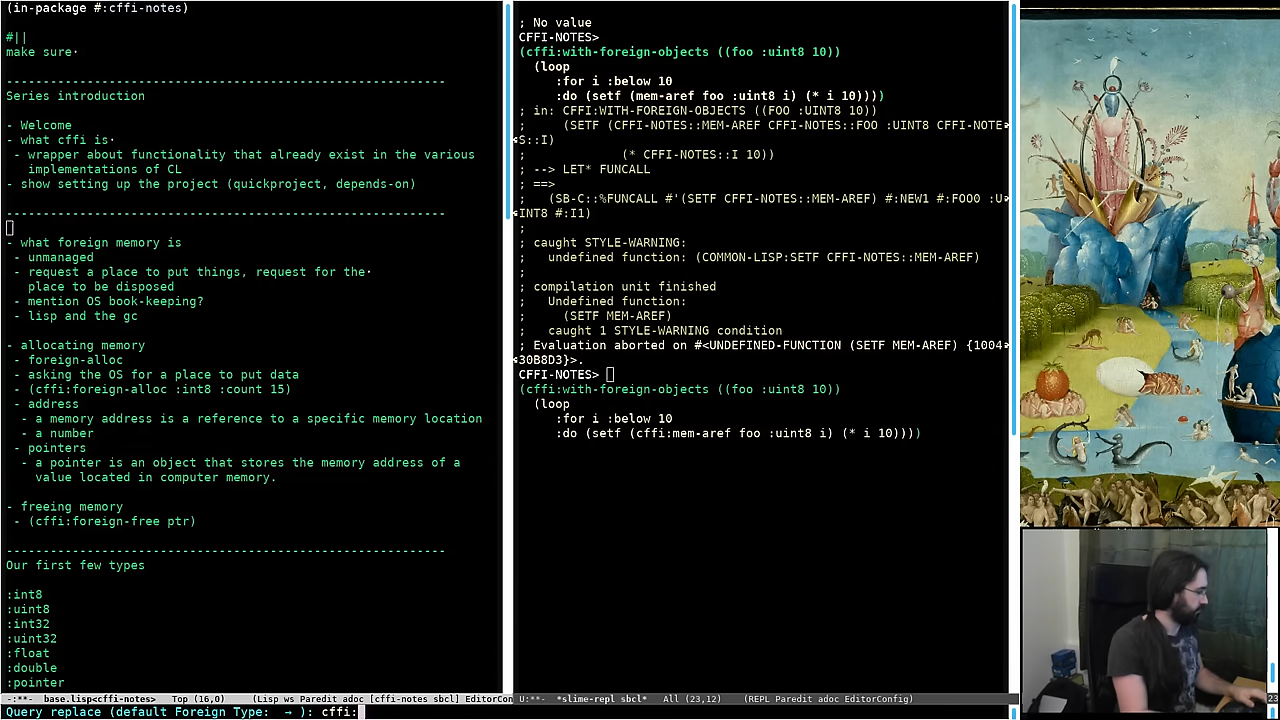 (in-package #:cffi-notes)
#||
make sure·
------------------------------------------------------------
Series introduction
- Welcome
- what cffi is·
- wrapper about functionality that already exist in the various
implementations of CL
- show setting up the project (quickproject, depends-on)
------------------------------------------------------------
- what foreign memory is
- unmanaged
- request a place to put things, request for the·
place to be disposed
- mention OS book-keeping?
- lisp and the gc
- allocating memory
- foreign-alloc
- asking the OS for a place to put data
- (cffi:foreign-alloc :int8 :count 15)
- address
- a memory address is a reference to a specific memory location
- a number
- pointers
- a pointer is an object that stores the memory address of a
value located in computer memory.
- freeing memory
- (cffi:foreign-free ptr)
------------------------------------------------------------
Our first few types
:int8
:uint8
:int32
:uint32
:float
:double
:pointer
-:**- base.lisp<cffi-notes> Top (16,0) (Lisp ws Paredit adoc [cffi-notes sbcl] EditorCon
Query replace (default Foreign Type: → ): cffi:
; No value
CFFI-NOTES>
(cffi:with-foreign-objects ((foo :uint8 10))
(loop
:for i :below 10
:do (setf (mem-aref foo :uint8 i) (* i 10))))
; in: CFFI:WITH-FOREIGN-OBJECTS ((FOO :UINT8 10))
; (SETF (CFFI-NOTES::MEM-AREF CFFI-NOTES::FOO :UINT8 CFFI-NOTE
S::I)
; (* CFFI-NOTES::I 10))
; --> LET* FUNCALL
; ==>
; (SB-C::%FUNCALL #'(SETF CFFI-NOTES::MEM-AREF) #:NEW1 #:FOO0 :U
INT8 #:I1)
;
; caught STYLE-WARNING:
; undefined function: (COMMON-LISP:SETF CFFI-NOTES::MEM-AREF)
;
; compilation unit finished
; Undefined function:
; (SETF MEM-AREF)
; caught 1 STYLE-WARNING condition
; Evaluation aborted on #<UNDEFINED-FUNCTION (SETF MEM-AREF) {1004
30B8D3}>.
CFFI-NOTES>
(cffi:with-foreign-objects ((foo :uint8 10))
(loop
:for i :below 10
:do (setf (cffi:mem-aref foo :uint8 i) (* i 10))))
U:**- *slime-repl sbcl* All (23,12) (REPL Paredit adoc EditorConfig)
23